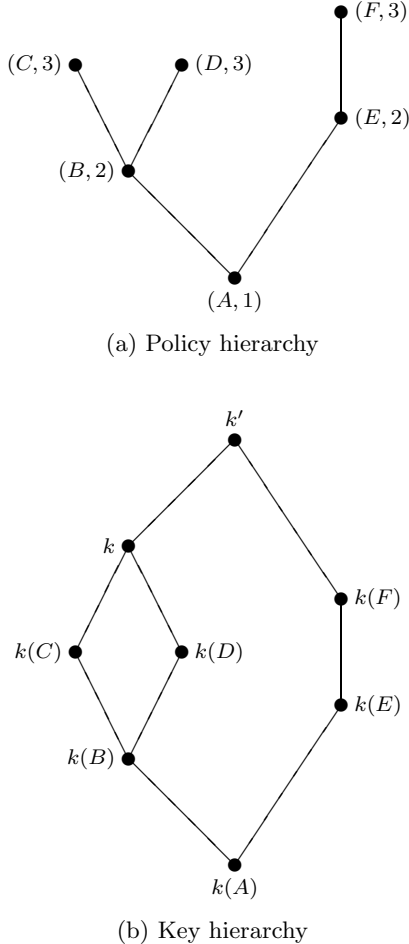 (F, 3)
(C, 3)
(D, 3)
(E, 2)
(B, 2)
(A, 1)
(a) Policy hierarchy
k′
k
k(F)
k(C)
k(D)
k(E)
k(B)
k(A)
(b) Key hierarchy